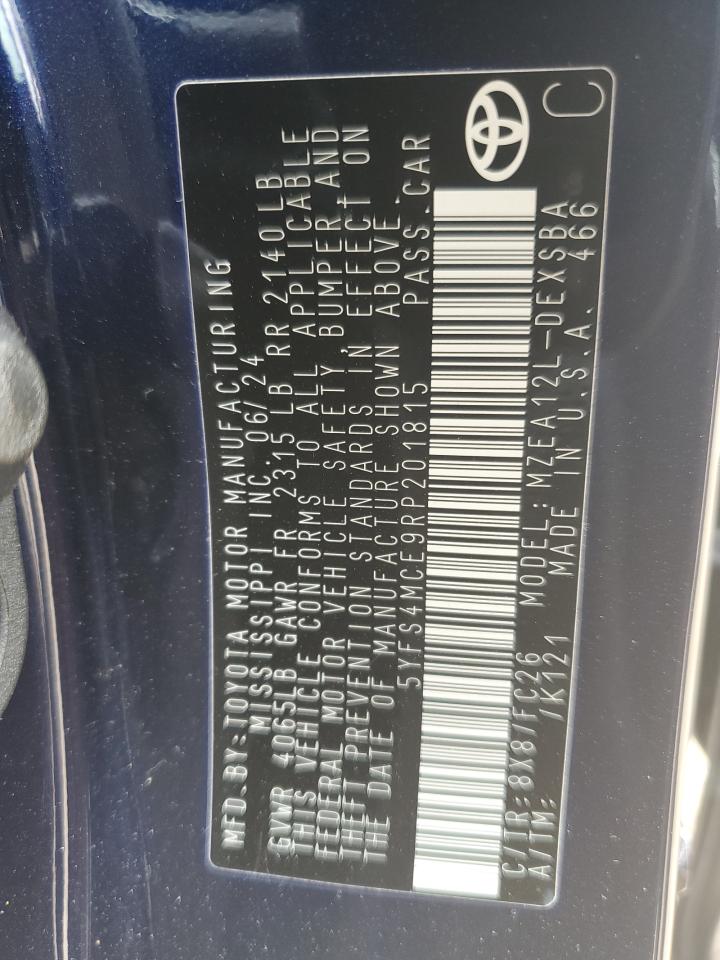 MFD.BY:TOYOTA MOTOR MANUFACTURING
MISSISSIPPI INC. 06/24
GVWR 4065LB GAWR FR 2315 LB RR 2140LB
THIS VEHICLE CONFORMS TO ALL APPLICABLE
FEDERAL MOTOR VEHICLE SAFETY, BUMPER AND
THEFT PREVENTION STANDARDS IN EFFECT ON
THE DATE OF MANUFACTURE SHOWN ABOVE.
5YFS4MCE9RP201815 PASS.CAR
C/TR:8X8/FC26 MODEL:MZEA12L-DEXSBA
A/TM: /K121 MADE IN U.S.A. 466
C